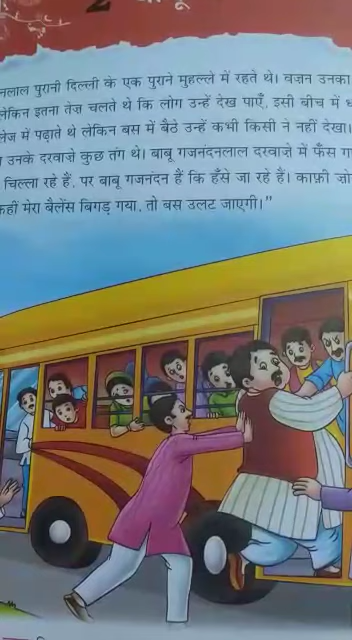 2
नलाल पुरानी दिल्ली के एक पुराने मुहल्ले में रहते थे। वज़न उनका
लेकिन इतना तेज़ चलते थे कि लोग उन्हें देख पाएँ, इसी बीच में
लेज में पढ़ाते थे लेकिन बस में बैठे उन्हें कभी किसी ने नहीं देखा।
उनके दरवाज़े कुछ तंग थे। बाबू गजनंदनलाल दरवाज़े में फँस
चिल्ला रहे हैं, पर बाबू गजनंदन हैं कि हँसे जा रहे हैं। काफ़ी
कहीं मेरा बैलेंस बिगड़ गया, तो बस उलट जाएगी।”